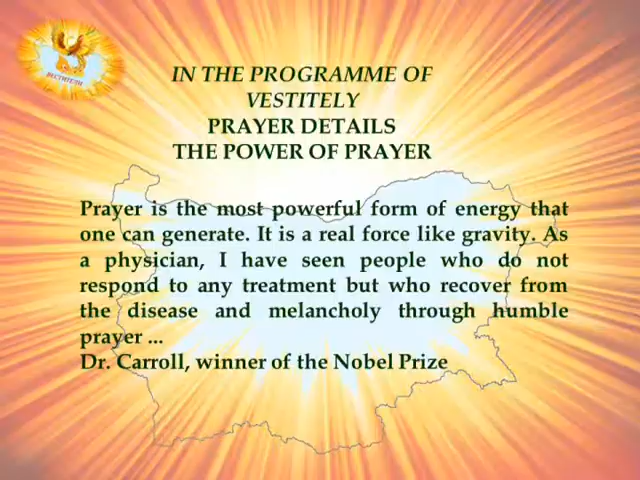 IN THE PROGRAMME OF
VESTITELY
PRAYER DETAILS
THE POWER OF PRAYER
Prayer is the most powerful form of energy that
one can generate. It is a real force like gravity. As
a physician, I have seen people who do not
respond to any treatment but who recover from
the disease and melancholy through humble
prayer ...
Dr. Carroll, winner of the Nobel Prize